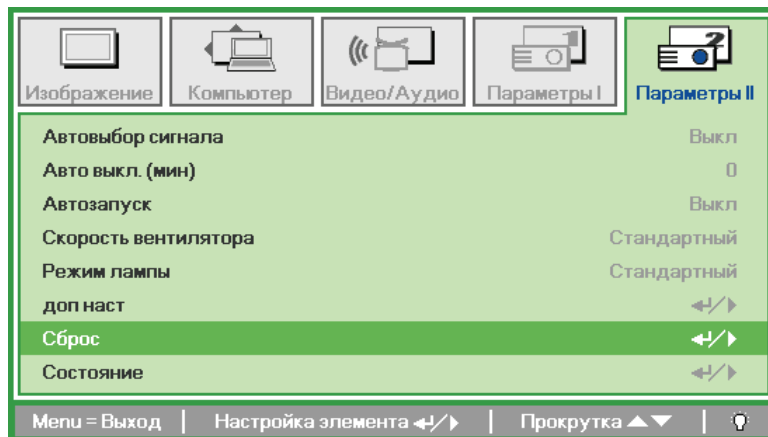 Изображение Компьютер Видео/Аудио Параметры I Параметры II
Автовыбор сигнала Выкл
Авто выкл. (мин) 0
Автозапуск Выкл
Скорость вентилятора Стандартный
Режим лампы Стандартный
доп наст
Сброс
Состояние
Menu = Выход | Настройка элемента | Прокрутка ▲▼ |